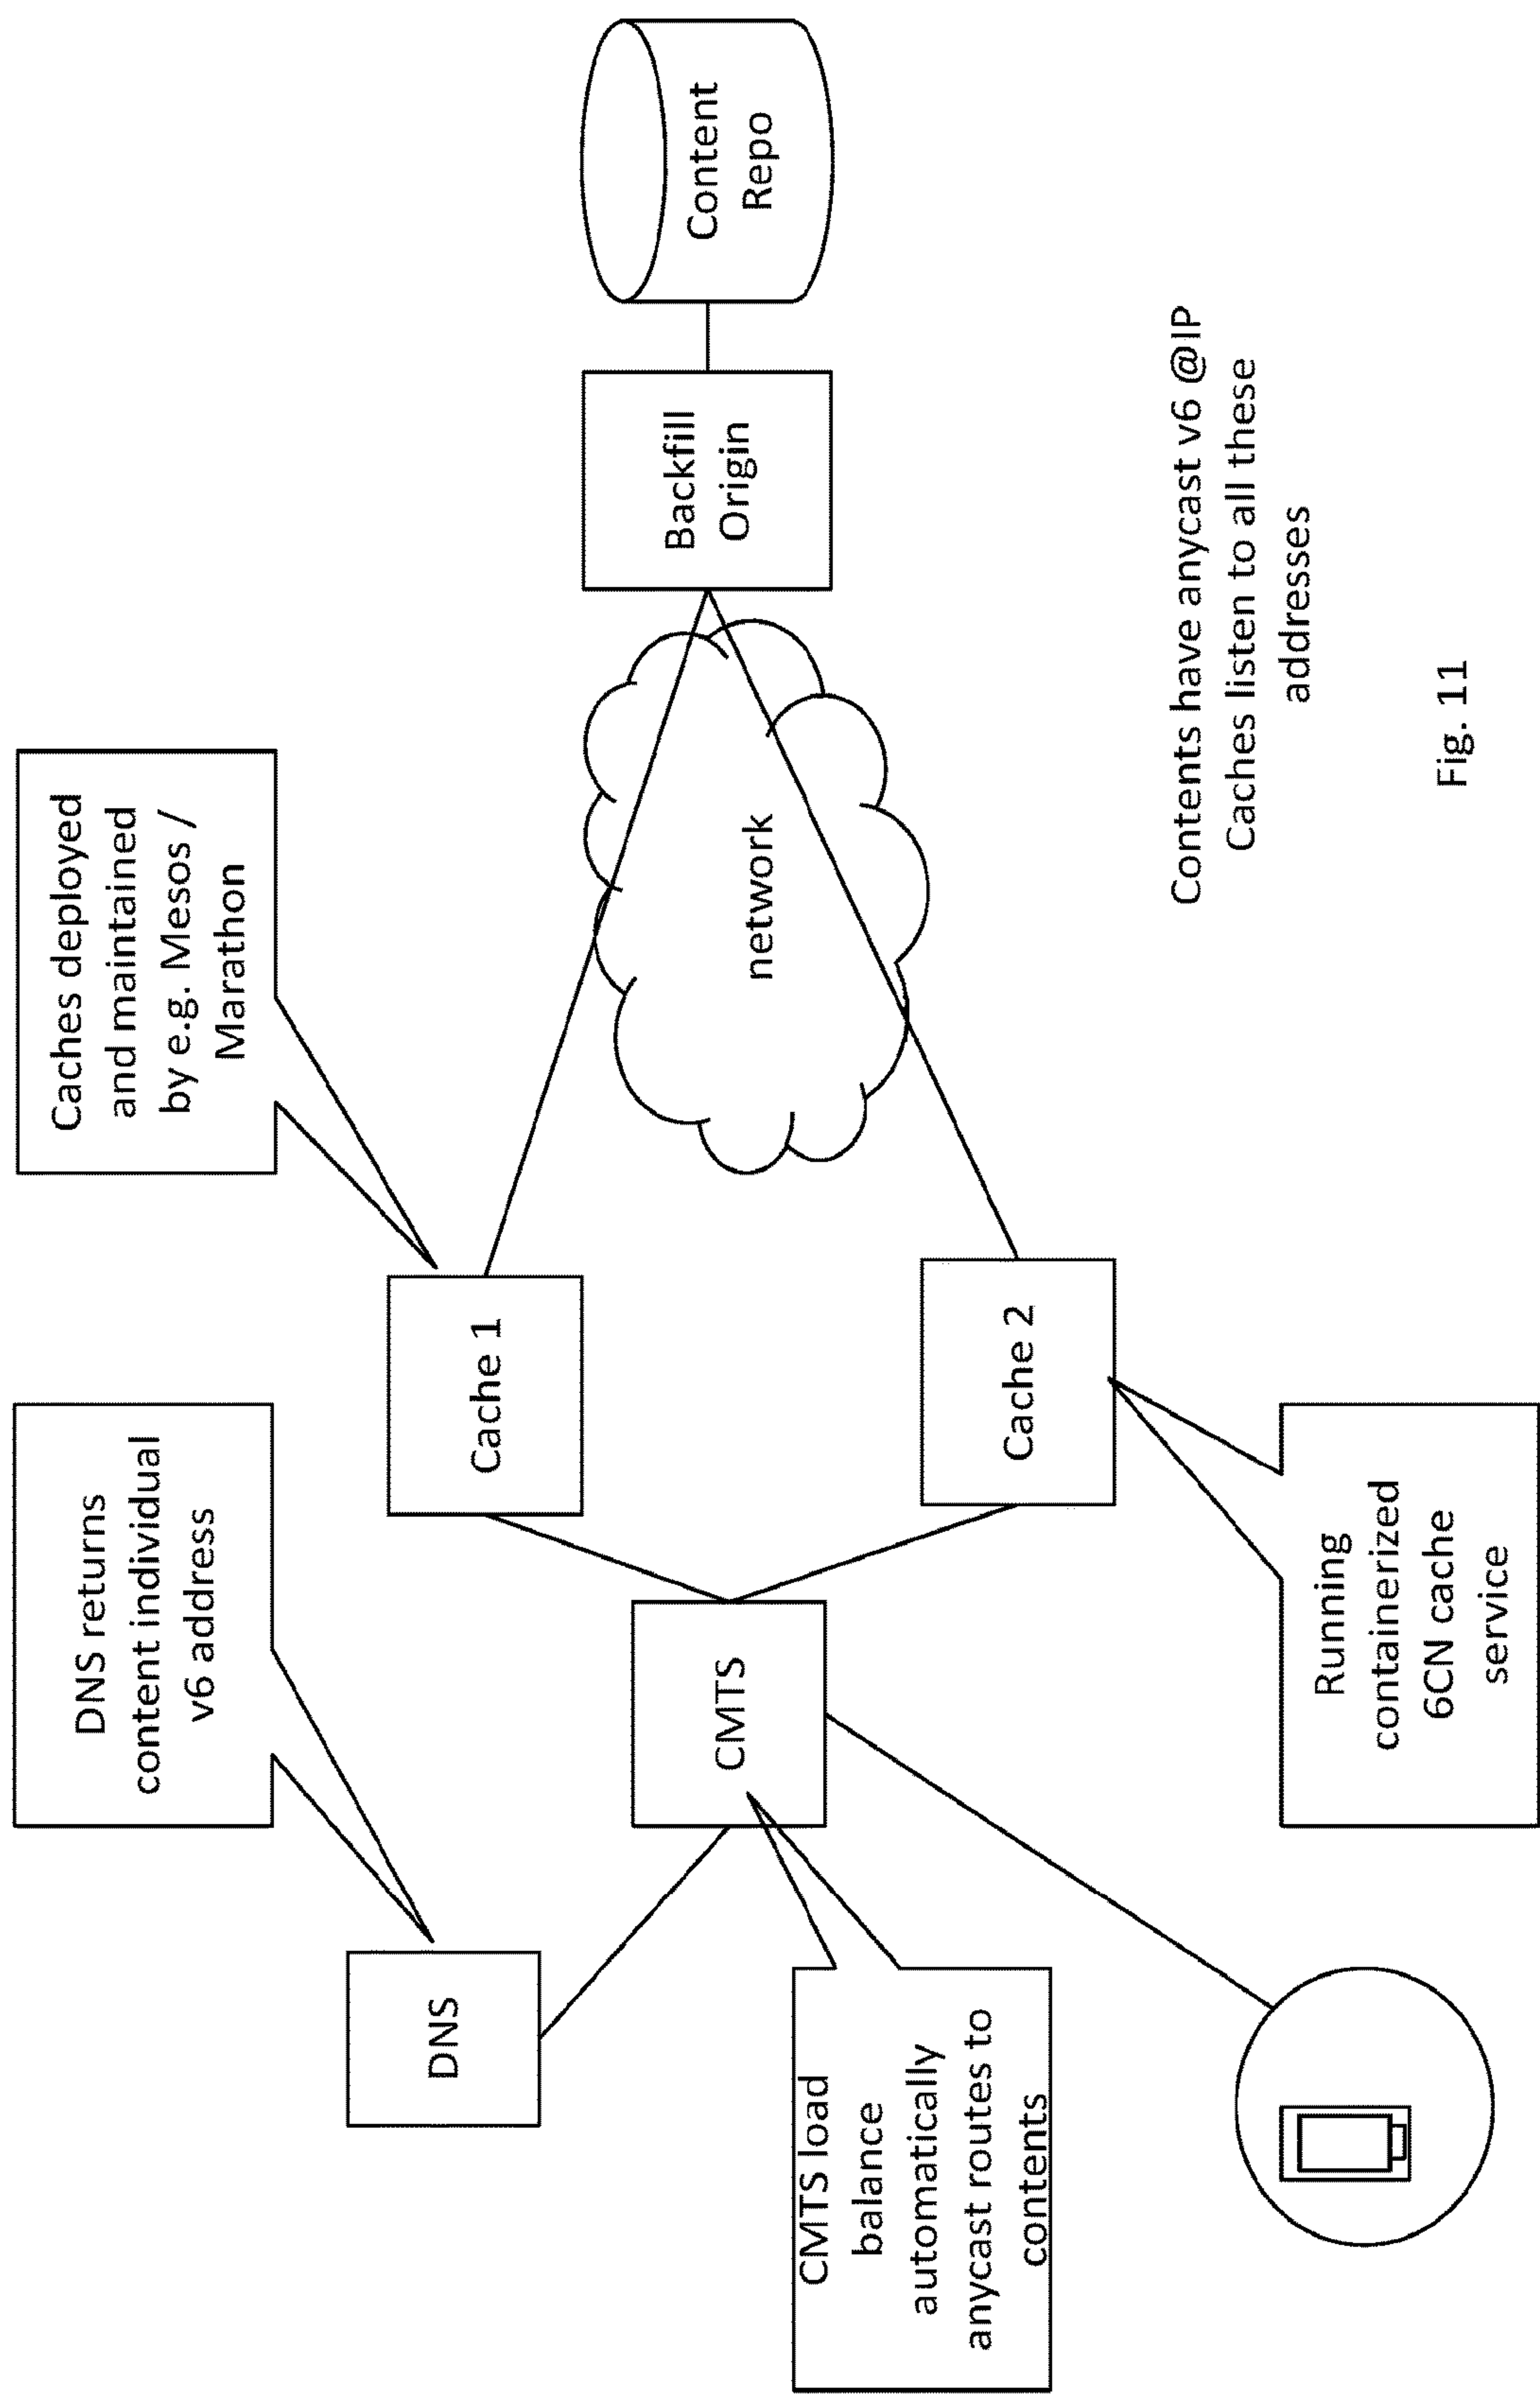 DNS returns
content individual
v6 address
Caches deployed
and maintained
by e.g. Mesos /
Marathon
DNS
Cache 1
CMTS
network
Backfill
Origin
Content
Repo
CMTS load
balance
automatically
anycast routes to
contents
Cache 2
Running
containerized
6CN cache
service
Contents have anycast v6 @IP
Caches listen to all these
addresses
Fig. 11